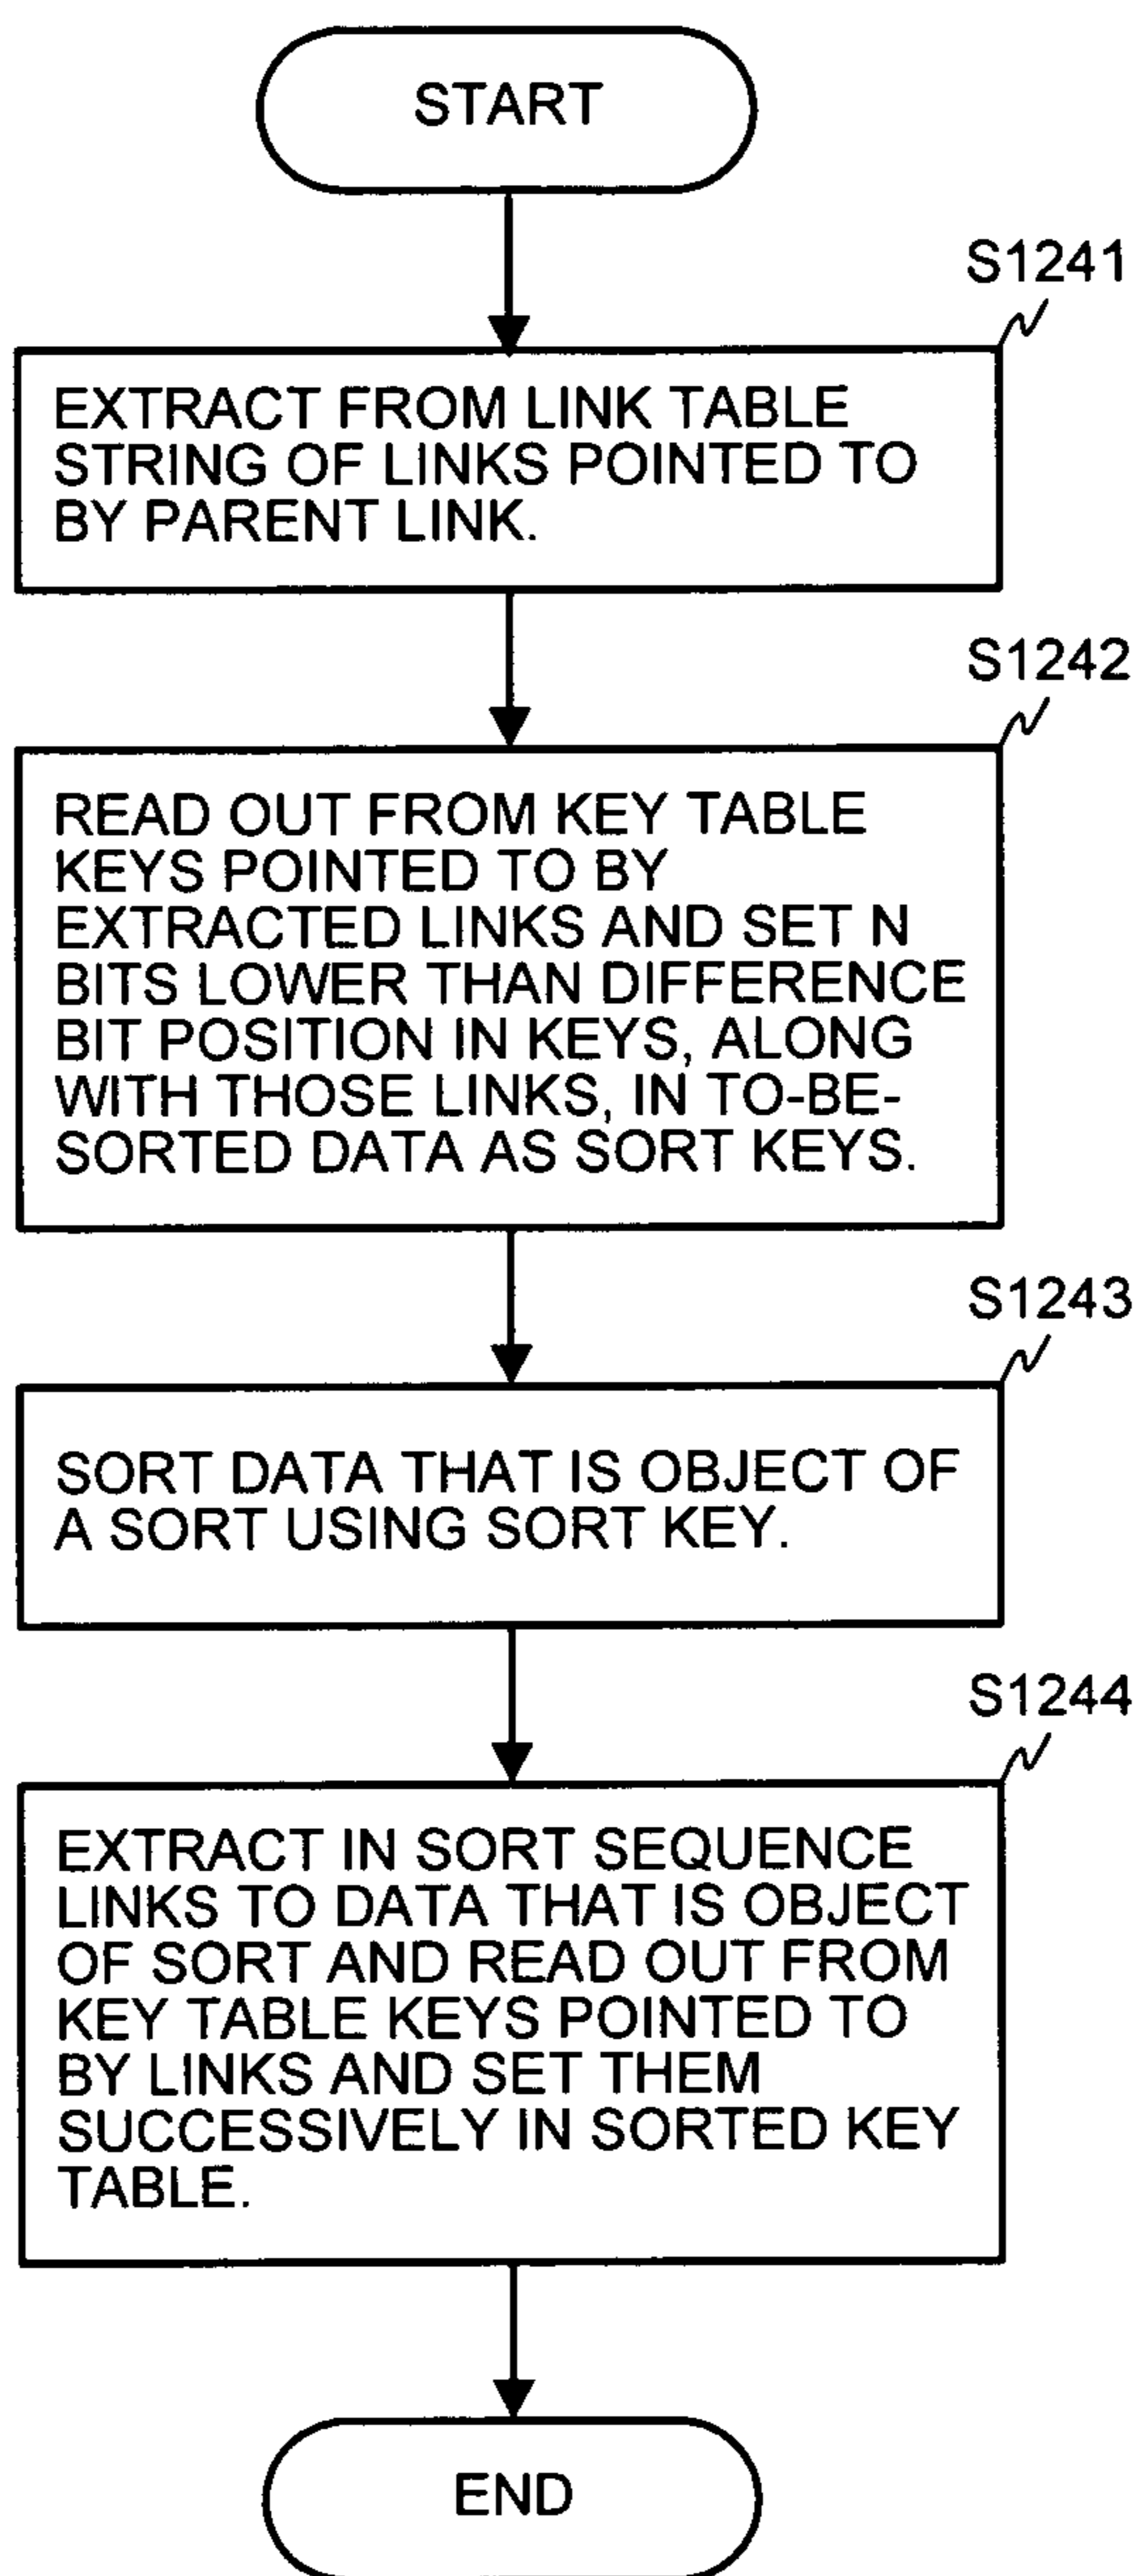 START
S1241
EXTRACT FROM LINK TABLE
STRING OF LINKS POINTED TO
BY PARENT LINK.
S1242
READ OUT FROM KEY TABLE
KEYS POINTED TO BY
EXTRACTED LINKS AND SET N
BITS LOWER THAN DIFFERENCE
BIT POSITION IN KEYS, ALONG
WITH THOSE LINKS, IN TO-BE-
SORTED DATA AS SORT KEYS.
S1243
SORT DATA THAT IS OBJECT OF
A SORT USING SORT KEY.
S1244
EXTRACT IN SORT SEQUENCE
LINKS TO DATA THAT IS OBJECT
OF SORT AND READ OUT FROM
KEY TABLE KEYS POINTED TO
BY LINKS AND SET THEM
SUCCESSIVELY IN SORTED KEY
TABLE.
END